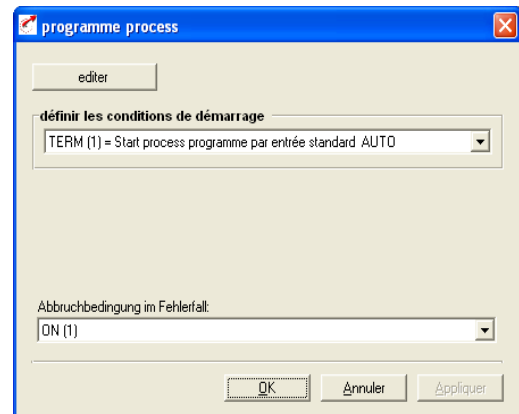 programme process
editer
définir les conditions de démarrage
TERM (1) = Start process programme par entrée standard AUTO
Abbruchbedingung im Fehlerfall:
ON (1)
OK
Annuler
Appliquer